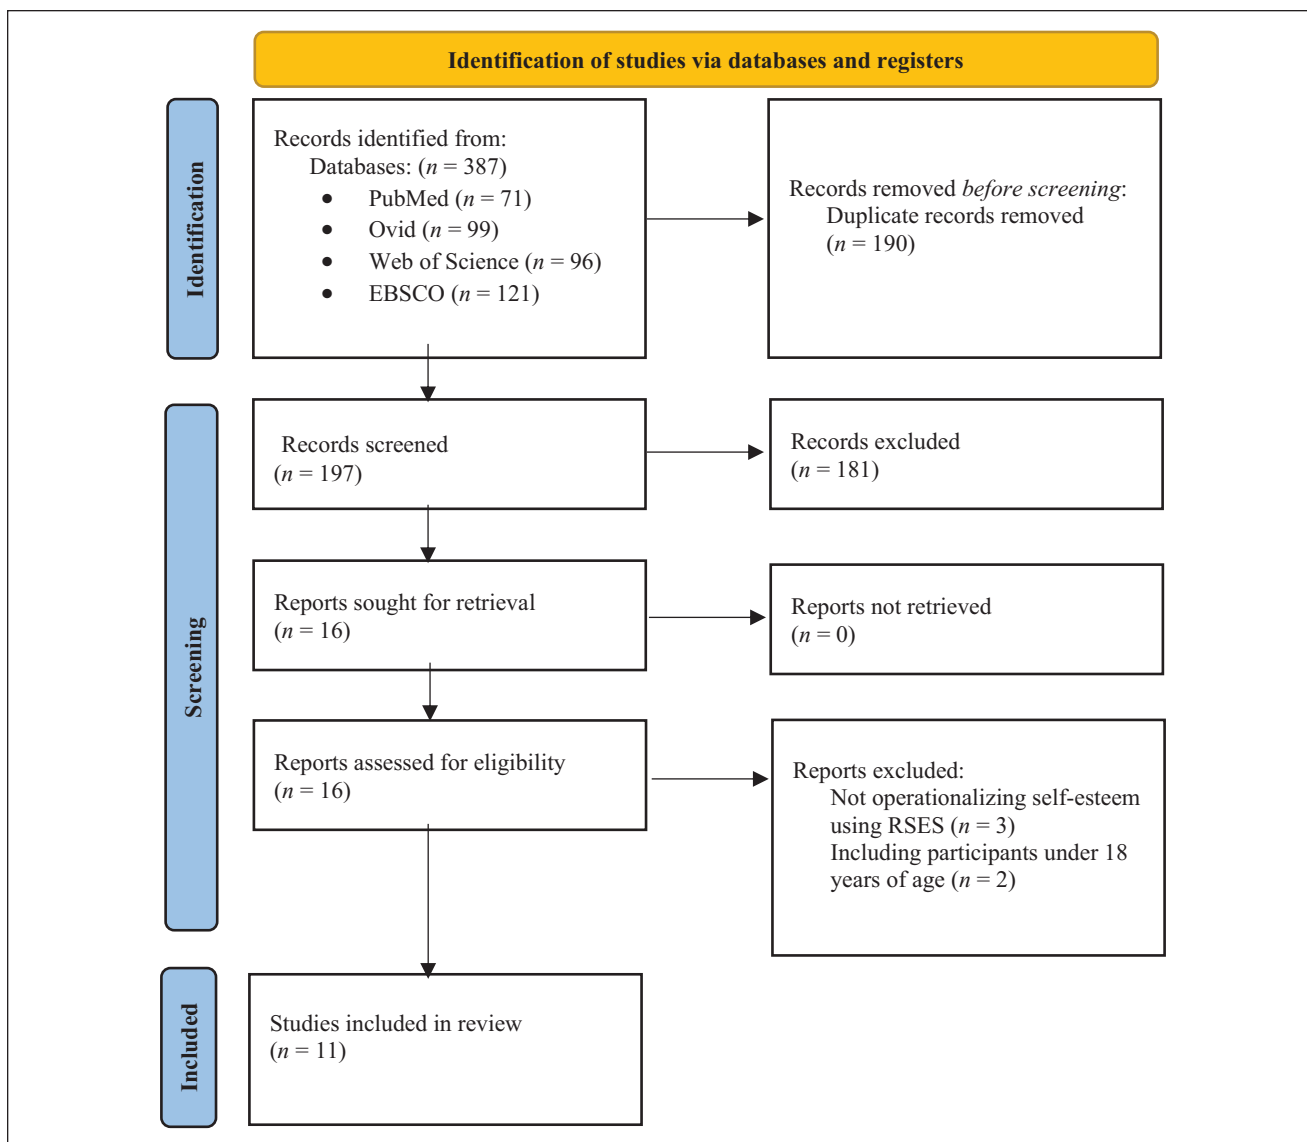 Identification of studies via databases and registers
Identification
Records identified from:
Databases: (n = 387)
• PubMed (n = 71)
• Ovid (n = 99)
• Web of Science (n = 96)
• EBSCO (n = 121)
Records removed before screening:
Duplicate records removed
(n = 190)
Screening
Records screened
(n = 197)
Records excluded
(n = 181)
Reports sought for retrieval
(n = 16)
Reports not retrieved
(n = 0)
Reports assessed for eligibility
(n = 16)
Reports excluded:
Not operationalizing self-esteem
using RSES (n = 3)
Including participants under 18
years of age (n = 2)
Included
Studies included in review
(n = 11)